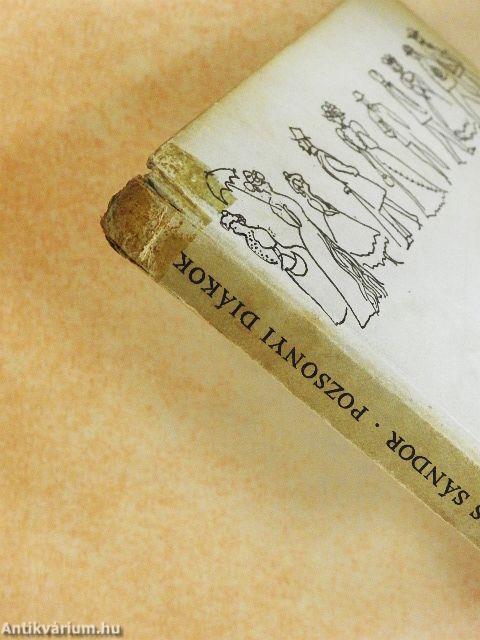 S SÁNDOR · POZSONYI DIÁKOK
Antikvárium.hu